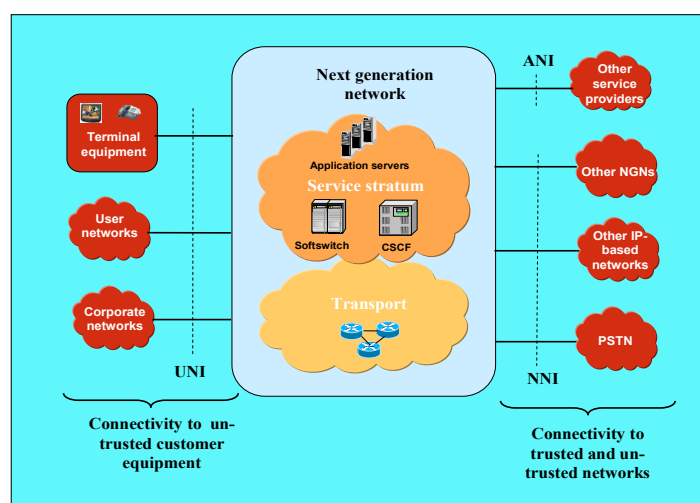 Next generation
network
Application servers
Service stratum
Softswitch
CSCF
Transport
Terminal
equipment
User
networks
Corporate
networks
UNI
Connectivity to un-
trusted customer
equipment
ANI
Other
service
providers
Other NGNs
Other IP-
based
networks
PSTN
NNI
Connectivity to
trusted and un-
trusted networks